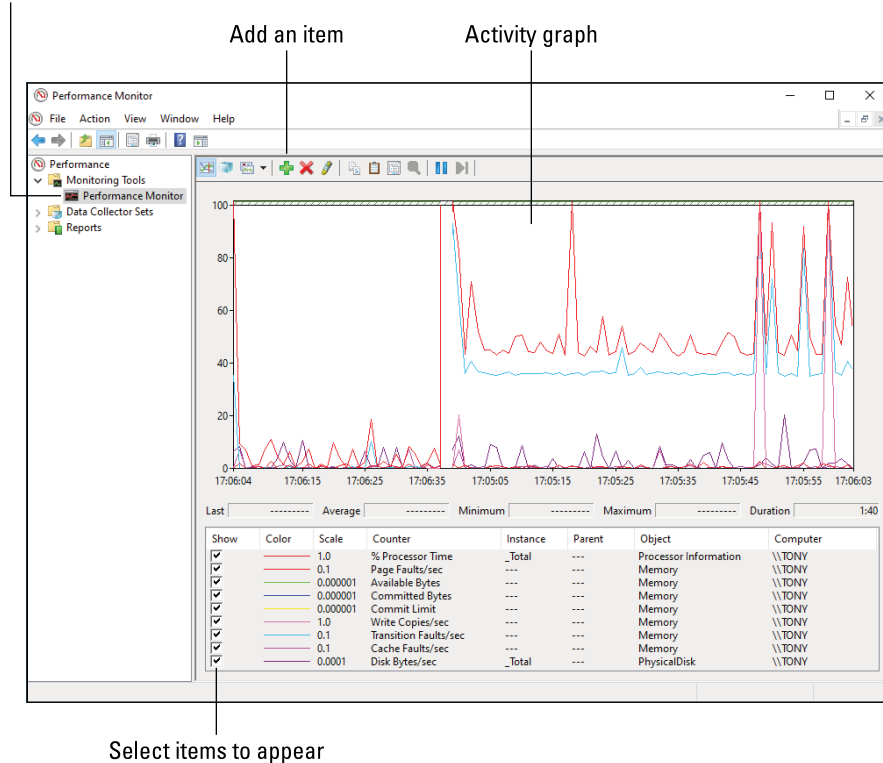 Add an item
Activity graph
Performance Monitor
File Action View Window Help
Performance
Monitoring Tools
Performance Monitor
Data Collector Sets
Reports
100
80
60
40
20
0
17:06:04 17:06:15 17:06:25 17:06:35 17:05:05 17:05:15 17:05:25 17:05:35 17:05:45 17:05:55 17:06:03
Last --------- Average --------- Minimum --------- Maximum --------- Duration 1:40
Show Color Scale Counter Instance Parent Object Computer
1.0 % Processor Time _Total --- Processor Information \\TONY
0.1 Page Faults/sec --- --- Memory \\TONY
0.000001 Available Bytes --- --- Memory \\TONY
0.000001 Committed Bytes --- --- Memory \\TONY
0.000001 Commit Limit --- --- Memory \\TONY
1.0 Write Copies/sec --- --- Memory \\TONY
0.1 Transition Faults/sec --- --- Memory \\TONY
0.1 Cache Faults/sec --- --- Memory \\TONY
0.0001 Disk Bytes/sec _Total --- PhysicalDisk \\TONY
Select items to appear